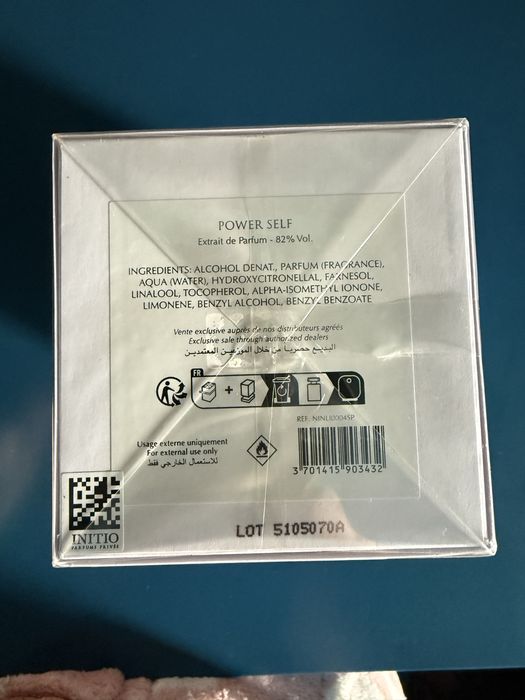 POWER SELF
Extrait de Parfum - 82% Vol.
INGREDIENTS: ALCOHOL DENAT., PARFUM (FRAGRANCE),
AQUA (WATER), HYDROXYCITRONELLAL, FARNESOL,
LINALOOL, TOCOPHEROL, ALPHA-ISOMETHYL IONONE,
LIMONENE, BENZYL ALCOHOL, BENZYL BENZOATE
Vente exclusive auprès de nos distributeurs agréés
Exclusive sale through authorized dealers
البديع حصريا من خلال الموزعين المعتمدين
FR
+
REF. NINLI0004SP
Usage externe uniquement
For external use only
للاستعمال الخارجي فقط
3 701415 903432
INITIO
PARFUMS PRIVÉS
LOT 5105070A